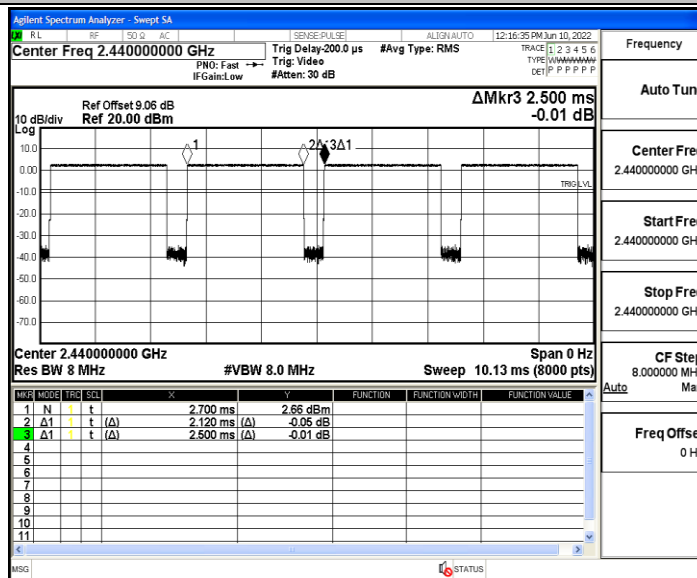 Agilent Spectrum Analyzer - Swept SA
RL RF 50 Ω AC SENSE:PULSE ALIGN AUTO 12:16:35 PM Jun 10, 2022
Center Freq 2.440000000 GHz
PNO: Fast
IFGain:Low
Trig Delay-200.0 µs
Trig: Video
#Atten: 30 dB
#Avg Type: RMS
TRACE 1 2 3 4 5 6
TYPE
DET P P P P P P
Ref Offset 9.06 dB
10 dB/div Ref 20.00 dBm
Log
ΔMkr3 2.500 ms
-0.01 dB
10.0
0.00
-10.0
-20.0
-30.0
-40.0
-50.0
-60.0
-70.0
1
2Δ1
3Δ1
TRIG LVL
Center 2.440000000 GHz Span 0 Hz
Res BW 8 MHz #VBW 8.0 MHz Sweep 10.13 ms (8000 pts)
MKR MODE TRC SCL X Y FUNCTION FUNCTION WIDTH FUNCTION VALUE
1 N 1 t 2.700 ms 2.66 dBm
2 Δ1 1 t (Δ) 2.120 ms (Δ) -0.05 dB
3 Δ1 1 t (Δ) 2.500 ms (Δ) -0.01 dB
4
5
6
7
8
9
10
11
MSG STATUS
Frequency
Auto Tun
Center Fre
2.440000000 GH
Start Fre
2.440000000 GH
Stop Fre
2.440000000 GH
CF Step
8.000000 MH
Auto Ma
Freq Offse
0 H